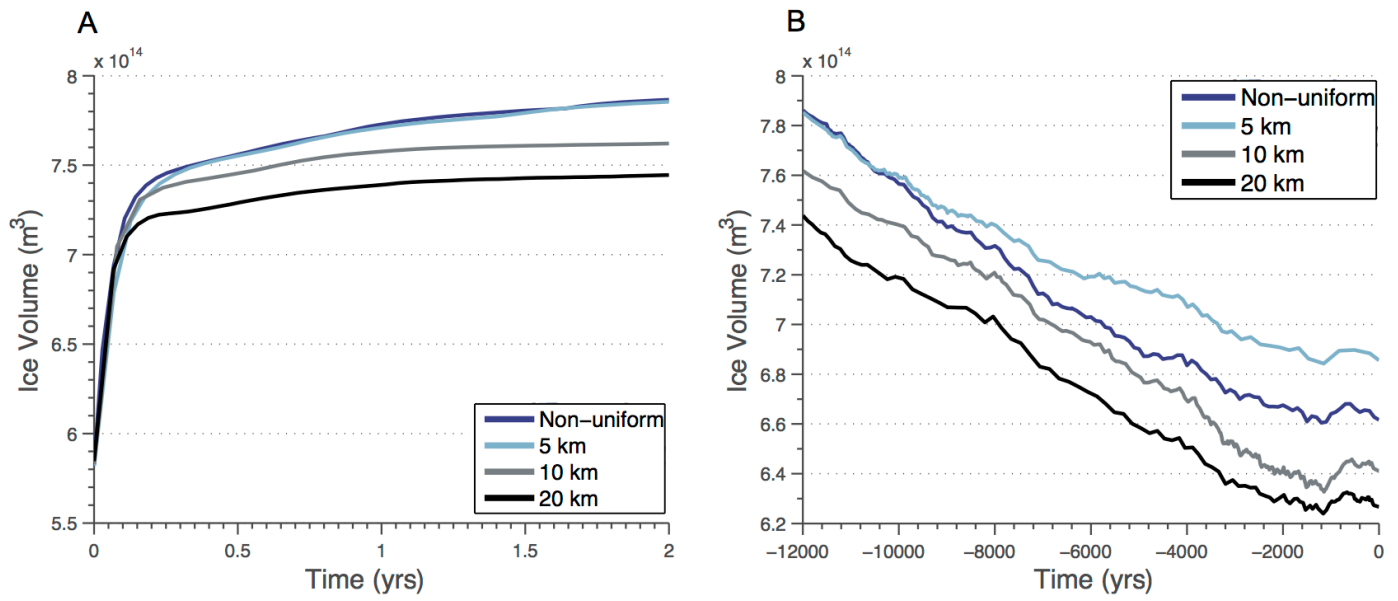 A
x 10^14
8
7.5
7
6.5
6
5.5
Ice Volume (m³)
0
0.5
1
1.5
2
Time (yrs)
Non−uniform
5 km
10 km
20 km
B
x 10^14
8
7.8
7.6
7.4
7.2
7
6.8
6.6
6.4
6.2
Ice Volume (m³)
−12000
−10000
−8000
−6000
−4000
−2000
0
Time (yrs)
Non−uniform
5 km
10 km
20 km